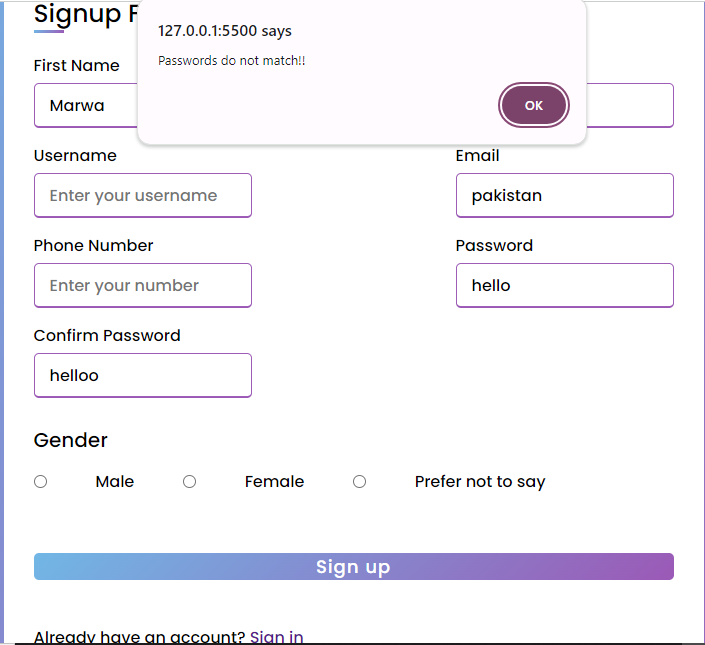 Signup F
127.0.0.1:5500 says
Passwords do not match!!
OK
First Name
Marwa
Username
Email
Enter your username
pakistan
Phone Number
Password
Enter your number
hello
Confirm Password
helloo
Gender
Male
Female
Prefer not to say
Sign up
Already have an account? Sign in